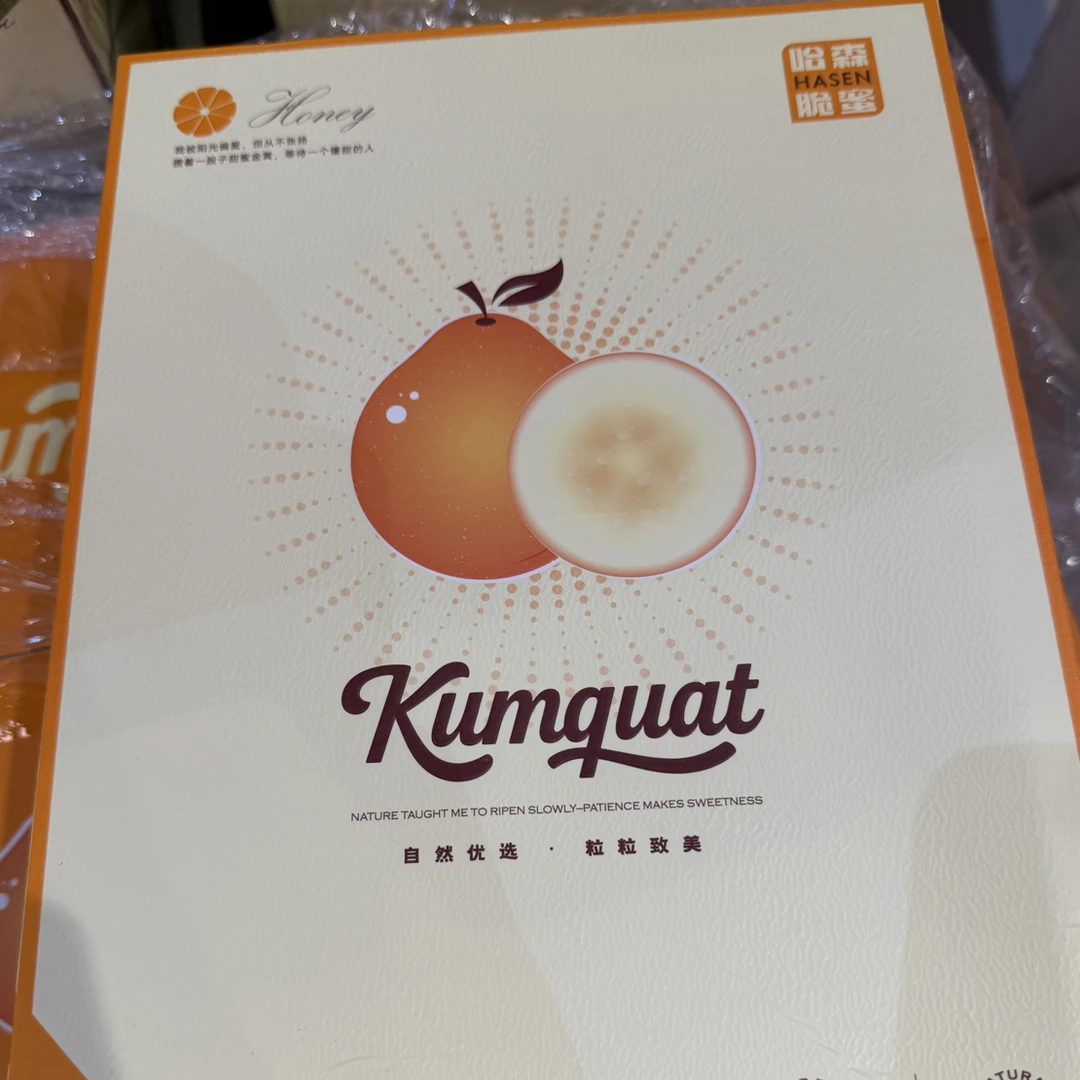 Honey
我被阳光偏爱、但从不张扬
攒着一股子甜蜜金黄、等待一个懂甜的人
哈森
HASEN
脆蜜
Kumquat
NATURE TAUGHT ME TO RIPEN SLOWLY—PATIENCE MAKES SWEETNESS
自然优选 · 粒粒致美
um